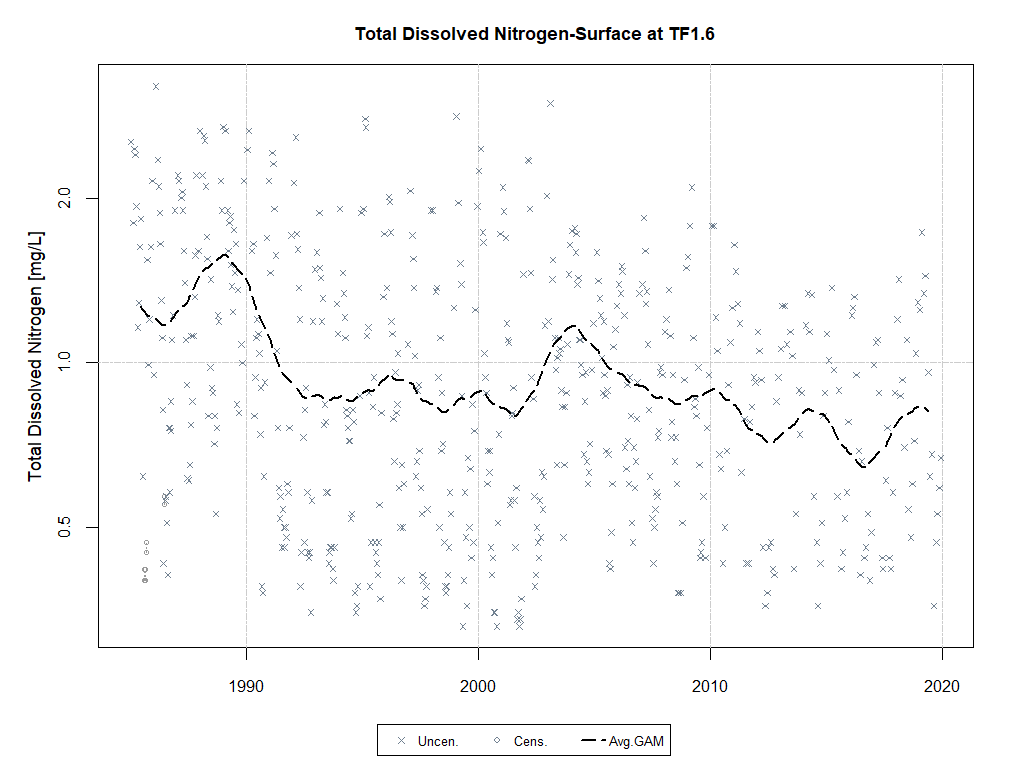 Total Dissolved Nitrogen-Surface at TF1.6
Total Dissolved Nitrogen [mg/L]
2.0
1.0
0.5
1990 2000 2010 2020
Uncen. Cens. Avg.GAM